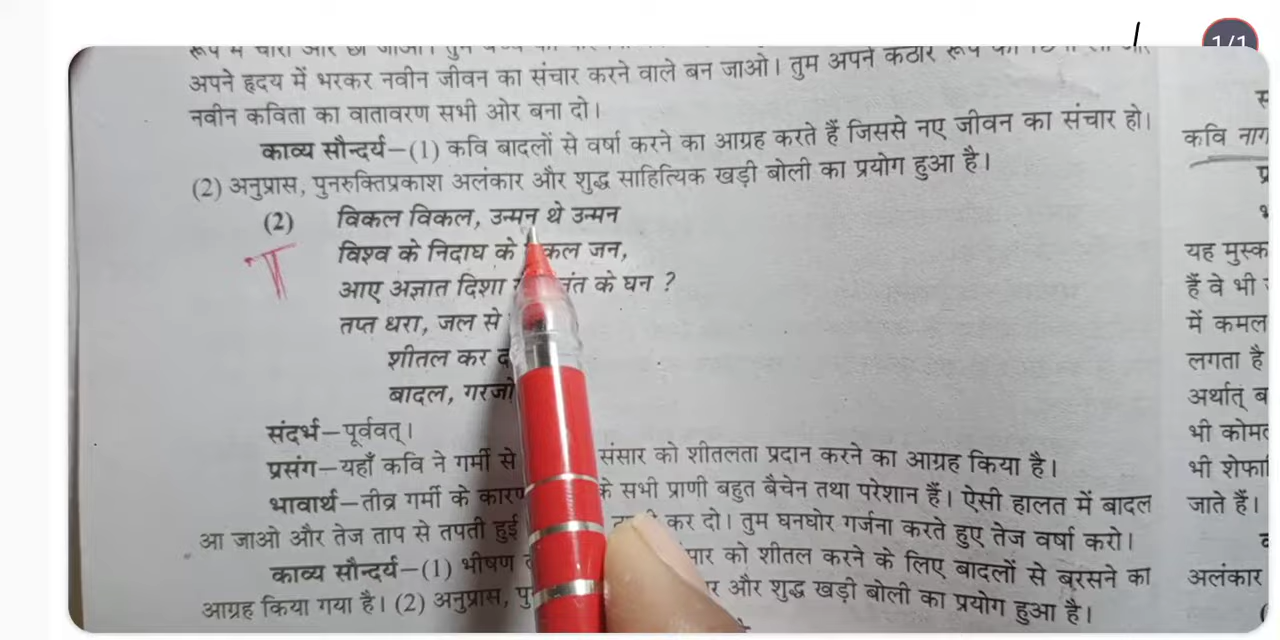 1/1
अपने हृदय में भरकर नवीन जीवन का संचार करने वाले बन जाओ। तुम अपने कठोर रूप को
नवीन कविता का वातावरण सभी ओर बना दो।
काव्य सौन्दर्य–(1) कवि बादलों से वर्षा करने का आग्रह करते हैं जिससे नए जीवन का संचार हो।
(2) अनुप्रास, पुनरुक्तिप्रकाश अलंकार और शुद्ध साहित्यिक खड़ी बोली का प्रयोग हुआ है।
(2) विकल विकल, उन्मन थे उन्मन
विश्व के निदाघ के कल जन,
आए अज्ञात दिशा के घन ?
तप्त धरा, जल से
शीतल कर
बादल, गरजो
संदर्भ–पूर्ववत्।
प्रसंग–यहाँ कवि ने गर्मी से संसार को शीतलता प्रदान करने का आग्रह किया है।
भावार्थ–तीव्र गर्मी के कारण के सभी प्राणी बहुत बैचेन तथा परेशान हैं। ऐसी हालत में बादल
आ जाओ और तेज ताप से तपती हुई कर दो। तुम घनघोर गर्जना करते हुए तेज वर्षा करो।
काव्य सौन्दर्य–(1) भीषण को शीतल करने के लिए बादलों से बरसने का
आग्रह किया गया है। (2) अनुप्रास, और शुद्ध खड़ी बोली का प्रयोग हुआ है।
कवि नाग
यह मुस्क
हैं वे भी
में कमल
लगता है
अर्थात् ब
भी कोम
भी शेफा
जाते हैं।
अलंकार